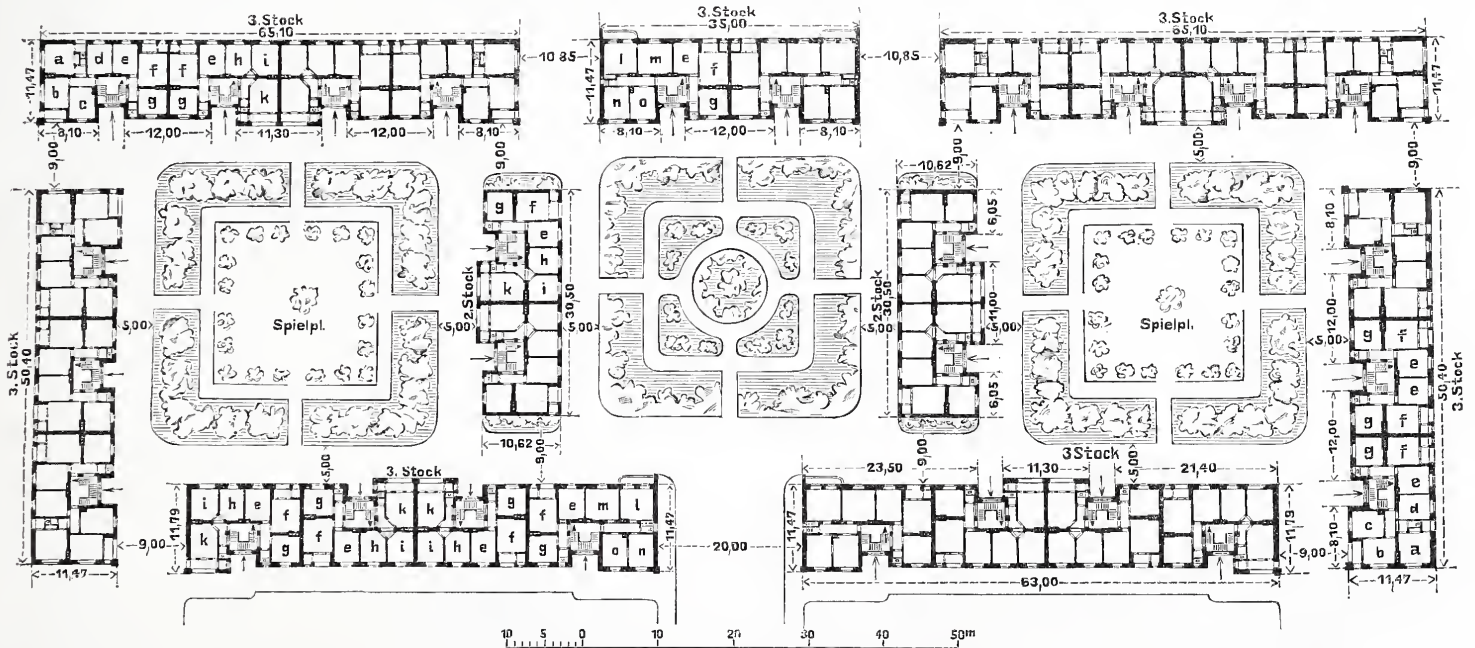 3. Stock 3. Stock 3. Stock
65,10 35,00 65,10
11,47 10,85 11,47 10,85 11,47
a d e f f e h i l m e f
b c g g k n o g
8,10 12,00 11,30 12,00 8,10 8,10 12,00 8,10
9,00 9,00 9,00 5,00 9,00
10,62
g f 6,05 8,10
e
h
k i
3. Stock 50,40
Spielpl.
5,00 5,00
2. Stock 30,50
5,00 5,00
2. Stock 30,50
11,00
5,00
Spielpl.
5,00
12,00
g f
e
e
12,00
g f
g f
50,40 3. Stock
6,05
10,62
9,00 9,00
5,00 3. Stock 3 Stock 5,00
23,50 11,30 21,40
e
d
c
b a
8,10
i h e f g k k g f e m l
k g f e h i i h e f g o n
11,79 11,47 11,47 11,79
9,00 20,00 9,00
11,47 63,00 11,47
10 5 0 10 20 30 40 50m